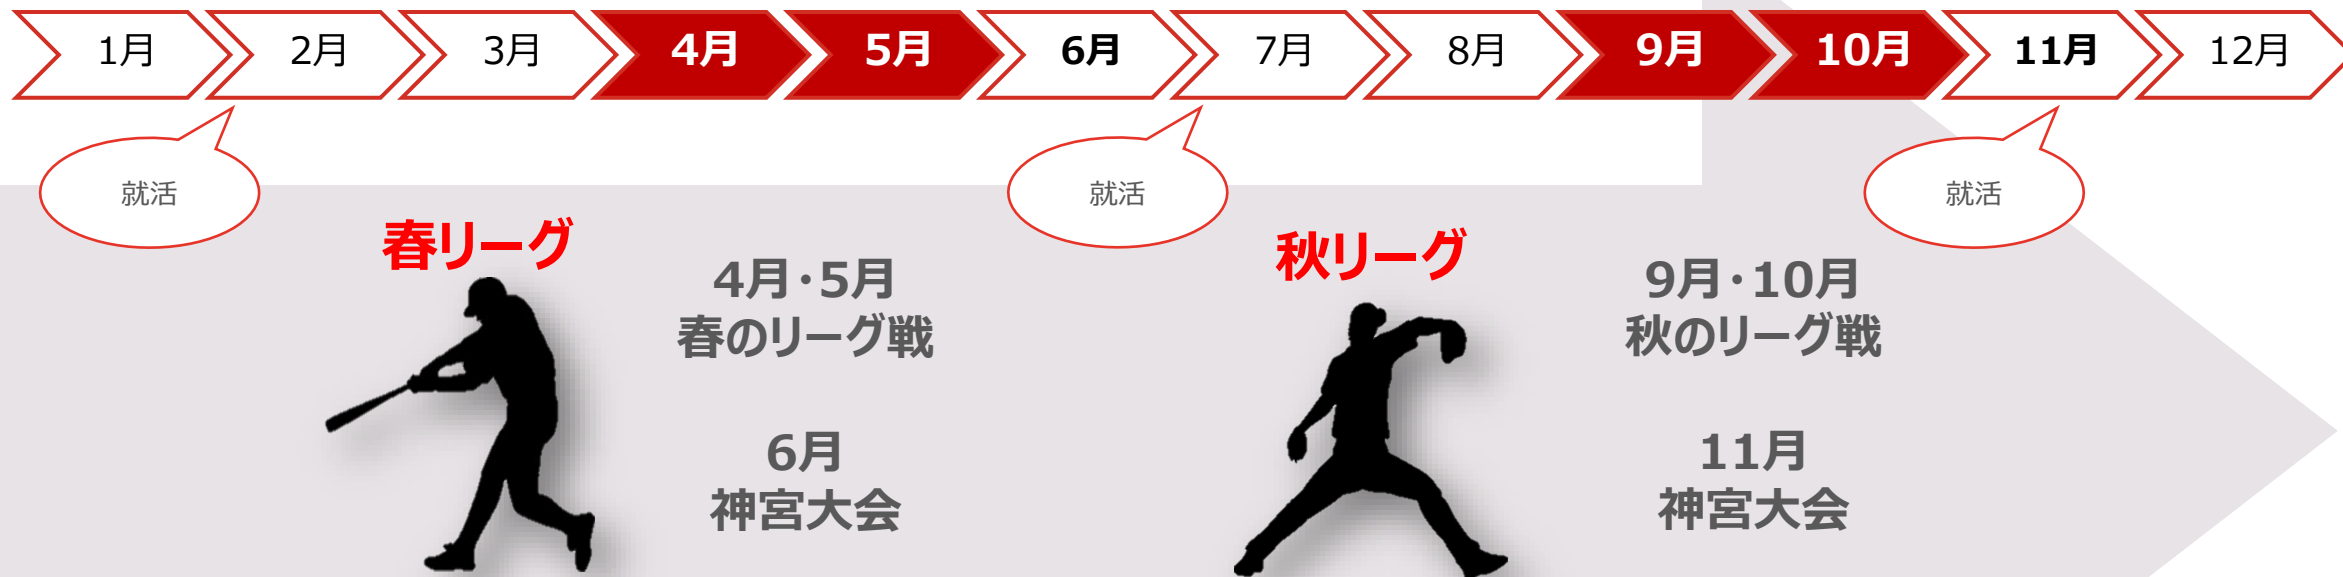 1月 2月 3月 4月 5月 6月 7月 8月 9月 10月 11月 12月
就活 就活 就活
春リーグ
4月・5月
春のリーグ戦
6月
神宮大会
秋リーグ
9月・10月
秋のリーグ戦
11月
神宮大会